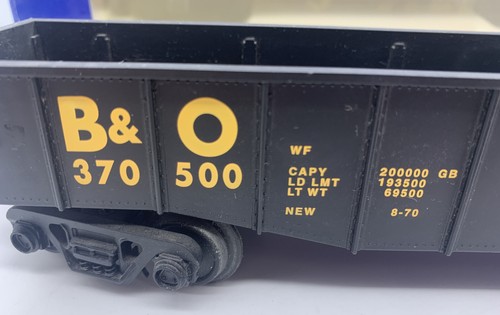 B&O
370 500
WF
CAPY 200000 GB
LD LMT 193500
LT WT 69500
NEW 8-70